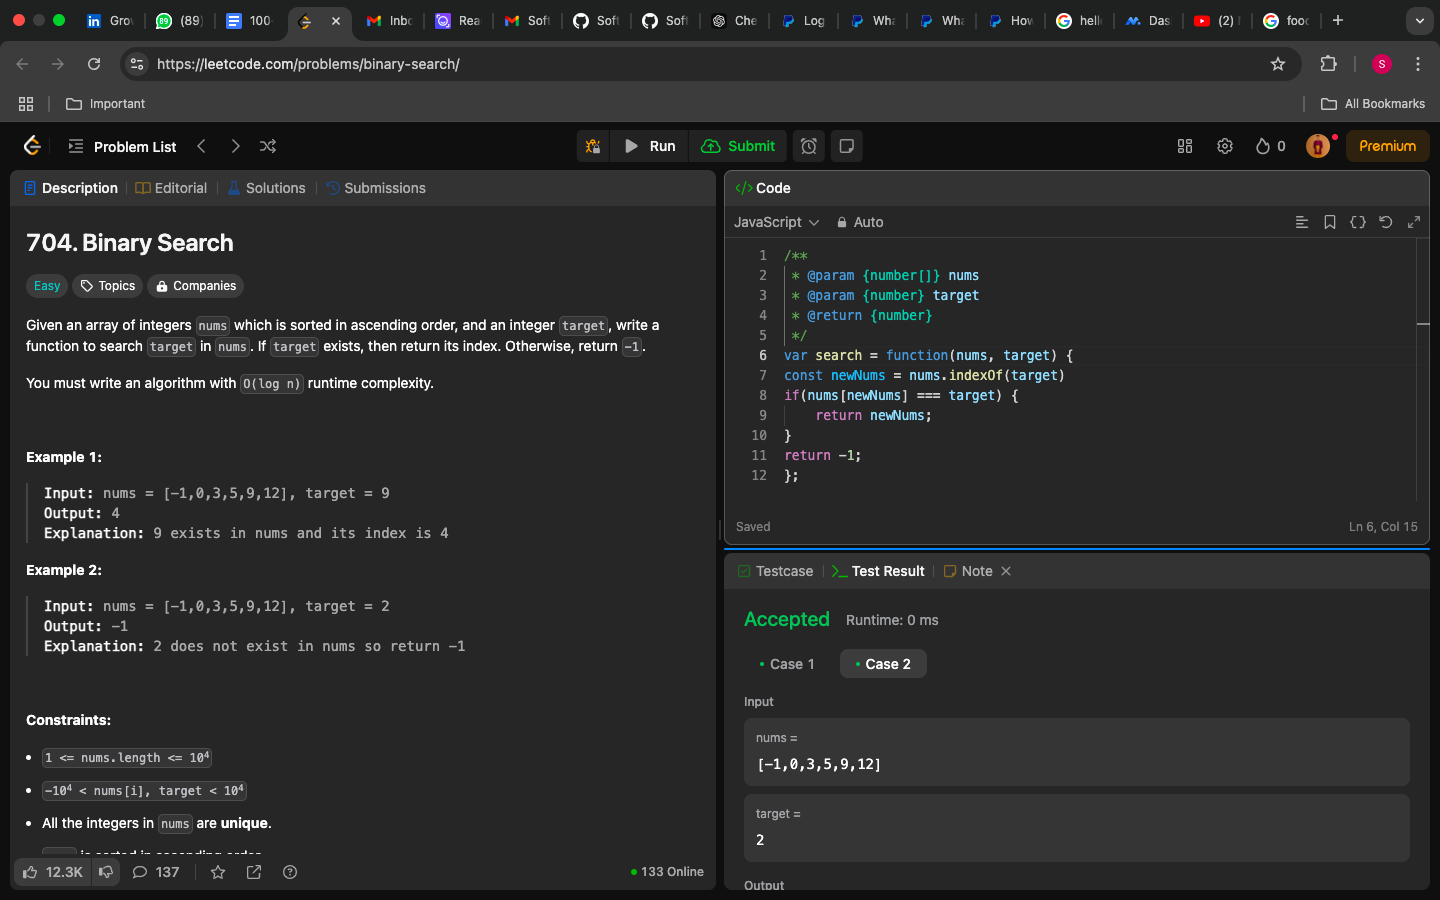 Grov
89
(89)
100-
Inbo
Rea
Soft
Soft
Soft
Che
Log
Wha
Wha
How
hell
Das
(2)
food
https://leetcode.com/problems/binary-search/
S
Important
All Bookmarks
Problem List
Run
Submit
0
Premium
Description
Editorial
Solutions
Submissions
704. Binary Search
Easy
Topics
Companies
Given an array of integers nums which is sorted in ascending order, and an integer target, write a
function to search target in nums. If target exists, then return its index. Otherwise, return -1.
You must write an algorithm with O(log n) runtime complexity.
Example 1:
Input: nums = [-1,0,3,5,9,12], target = 9
Output: 4
Explanation: 9 exists in nums and its index is 4
Example 2:
Input: nums = [-1,0,3,5,9,12], target = 2
Output: -1
Explanation: 2 does not exist in nums so return -1
Constraints:
1 <= nums.length <= 10⁴
-10⁴ < nums[i], target < 10⁴
All the integers in nums are unique.
is sorted in ascending order.
12.3K
137
133 Online
</> Code
JavaScript
Auto
1 /**
2 * @param {number[]} nums
3 * @param {number} target
4 * @return {number}
5 */
6 var search = function(nums, target) {
7 const newNums = nums.indexOf(target)
8 if(nums[newNums] === target) {
9 return newNums;
10 }
11 return -1;
12 };
Saved
Ln 6, Col 15
Testcase
Test Result
Note
Accepted
Runtime: 0 ms
Case 1
Case 2
Input
nums =
[-1,0,3,5,9,12]
target =
2
Output